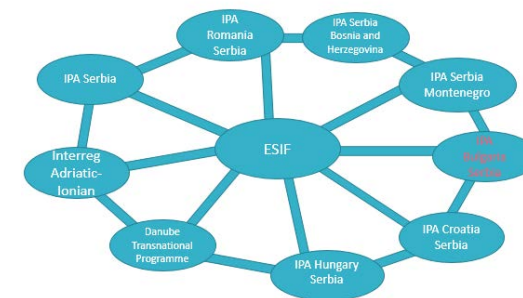 IPA
Romania
Serbia
IPA Serbia
Bosnia and
Herzegovina
IPA Serbia
IPA Serbia
Montenegro
ESIF
IPA
Bulgaria
Serbia
Interreg
Adriatic-
Ionian
IPA Croatia
Serbia
Danube
Transnational
Programme
IPA Hungary
Serbia